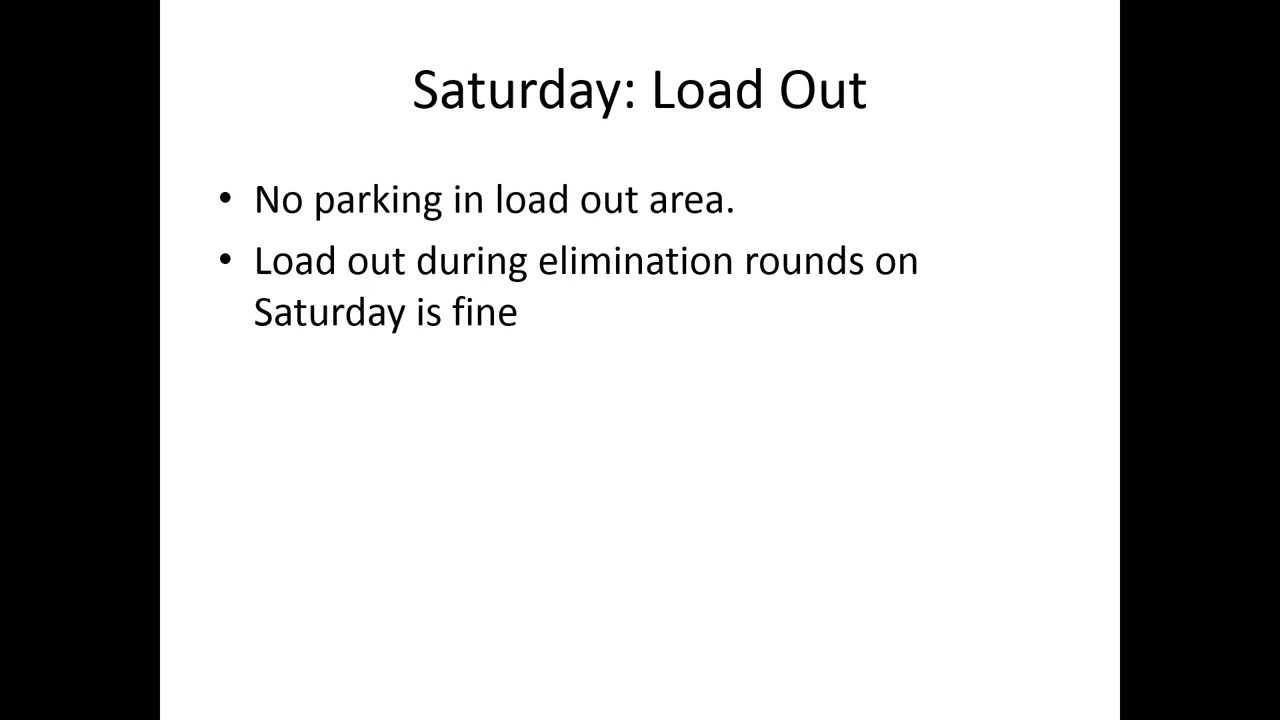 Saturday: Load Out
• No parking in load out area.
• Load out during elimination rounds on
Saturday is fine